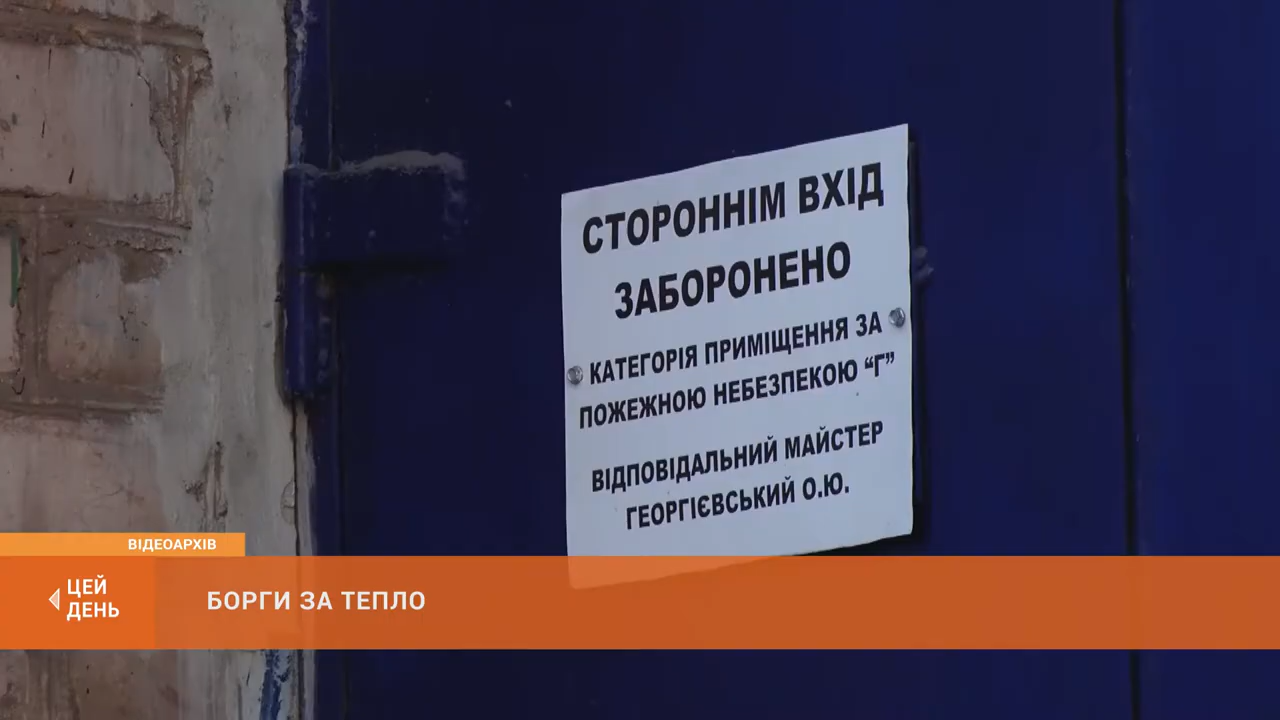 СТОРОННІМ ВХІД
ЗАБОРОНЕНО
КАТЕГОРІЯ ПРИМІЩЕННЯ ЗА
ПОЖЕЖНОЮ НЕБЕЗПЕКОЮ “Г”
ВІДПОВІДАЛЬНИЙ МАЙСТЕР
ГЕОРГІЄВСЬКИЙ О.Ю.
ВІДЕОАРХІВ
ЦЕЙ
ДЕНЬ
БОРГИ ЗА ТЕПЛО